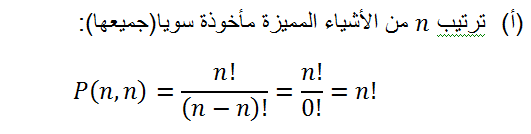 (أ) ترتيب n من الأشياء المميزة مأخوذة سويا(جميعها):
P(n, n) = n!/(n − n)! = n!/0! = n!